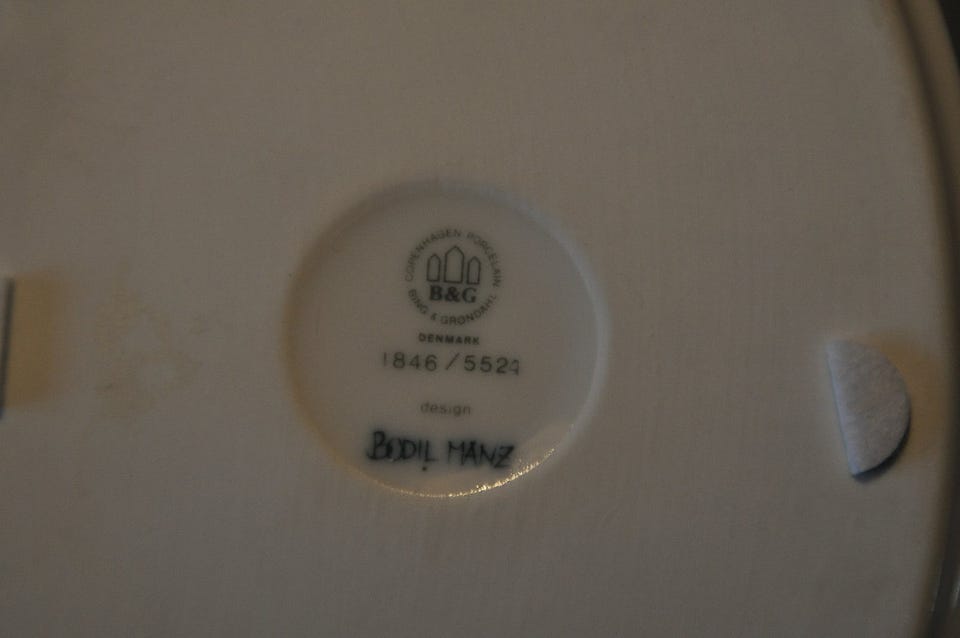 COPENHAGEN PORCELAIN
B&G
BING & GRØNDAHL
DENMARK
1846/5524
design
BODIL MANZ